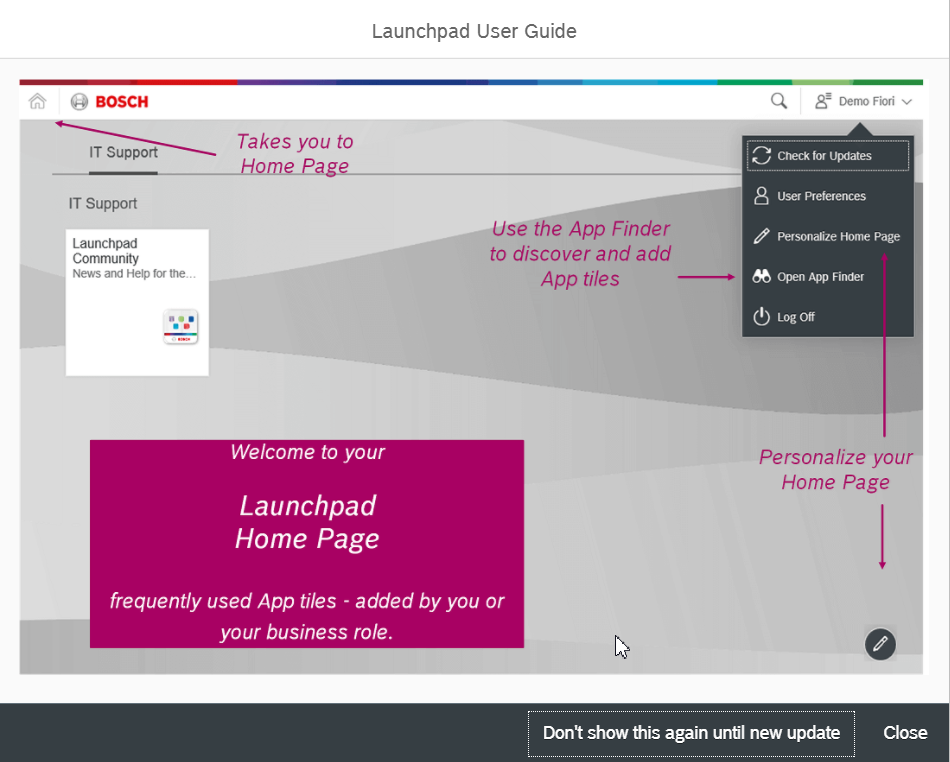 Launchpad User Guide
BOSCH
Demo Fiori
Takes you to
Home Page
IT Support
Check for Updates
User Preferences
Personalize Home Page
Open App Finder
Log Off
IT Support
Use the App Finder
to discover and add
App tiles
Launchpad
Community
News and Help for the...
BOSCH
Personalize your
Home Page
Welcome to your
Launchpad
Home Page
frequently used App tiles - added by you or
your business role.
Don't show this again until new update
Close